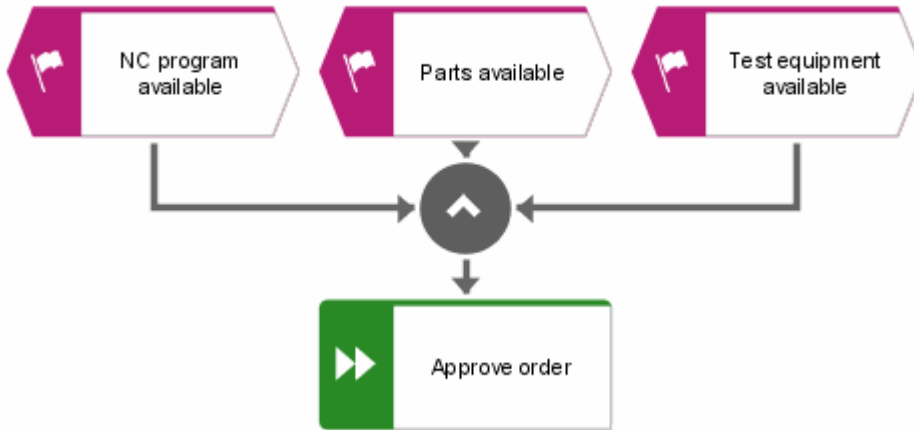 NC program
available
Parts available
Test equipment
available
Approve order